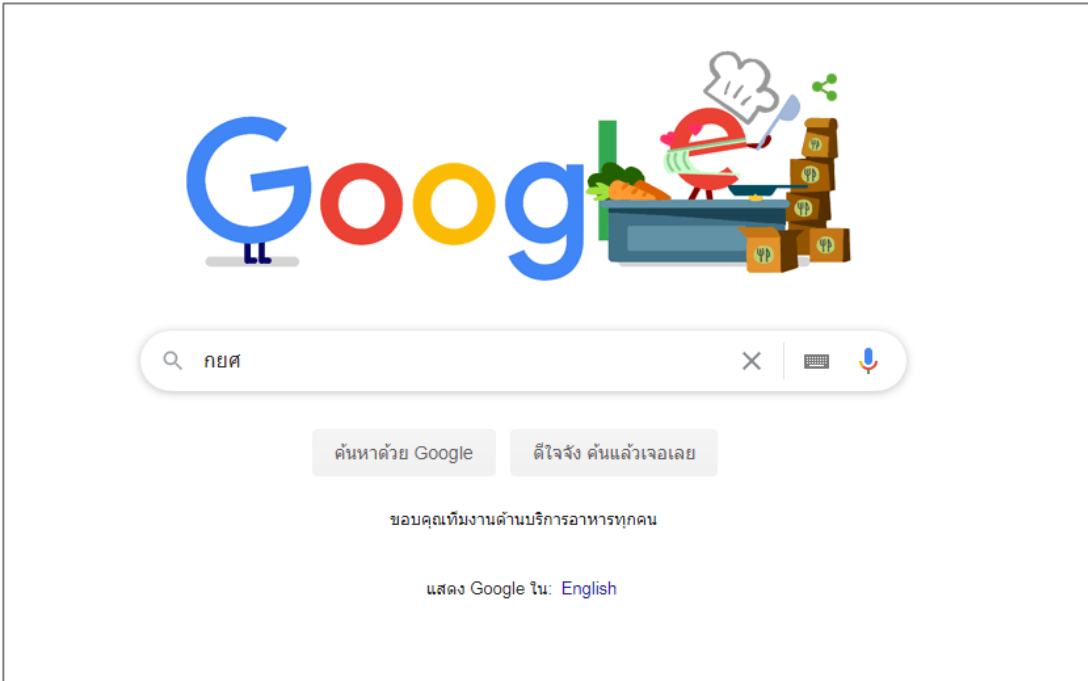 Google
กยศ
ค้นหาด้วย Google ดีใจจัง ค้นแล้วเจอเลย
ขอบคุณทีมงานด้านบริการอาหารทุกคน
แสดง Google ใน: English